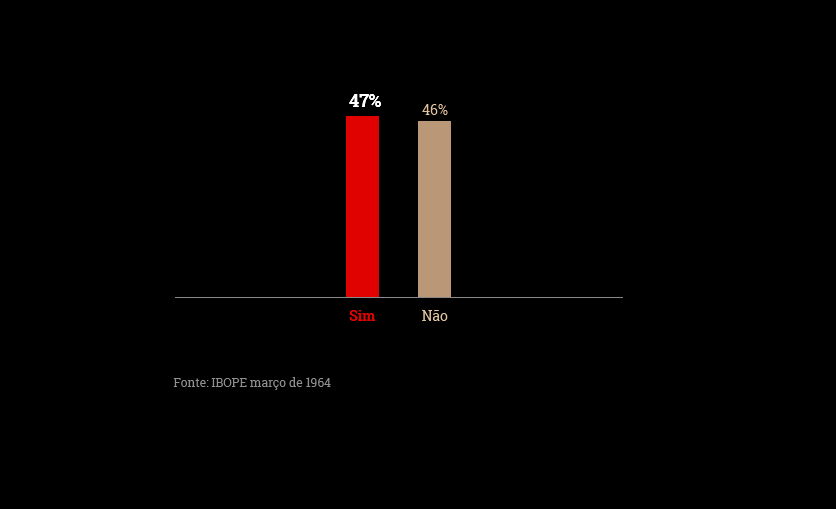 47%
46%
Sim
Não
Fonte: IBOPE março de 1964